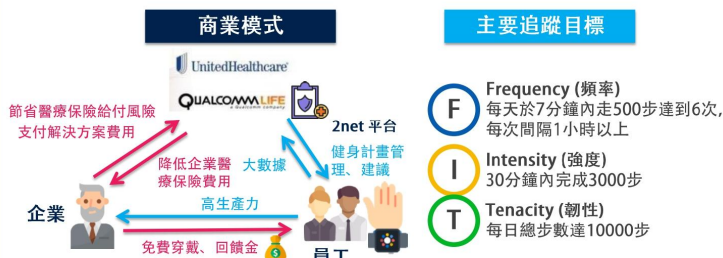 商業模式
主要追蹤目標
UnitedHealthcare
QUALCOMM LIFE
a Qualcomm company
2net 平台
節省醫療保險給付風險
支付解決方案費用
降低企業醫
療保險費用
大數據
健身計畫管
理、建議
企業
高生產力
免費穿戴、回饋金
員工
F
Frequency (頻率)
每天於7分鐘內走500步達到6次,
每次間隔1小時以上
I
Intensity (強度)
30分鐘內完成3000步
T
Tenacity (韌性)
每日總步數達10000步